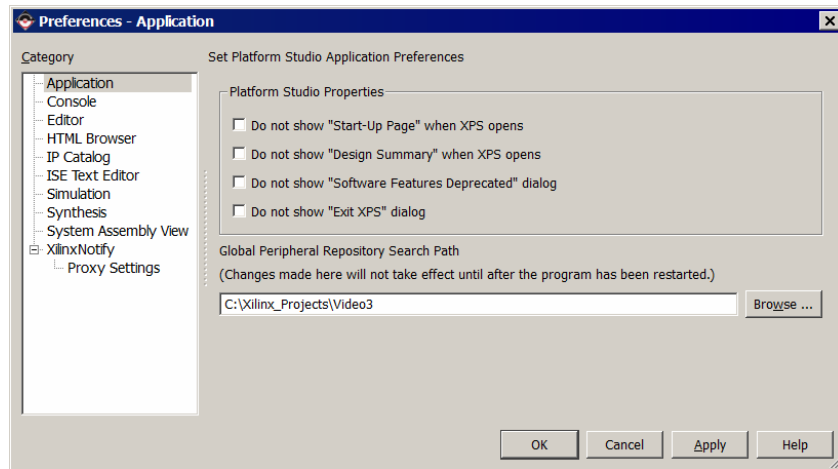 Preferences - Application
Category
Application
Console
Editor
HTML Browser
IP Catalog
ISE Text Editor
Simulation
Synthesis
System Assembly View
XilinxNotify
Proxy Settings
Set Platform Studio Application Preferences
Platform Studio Properties
Do not show "Start-Up Page" when XPS opens
Do not show "Design Summary" when XPS opens
Do not show "Software Features Deprecated" dialog
Do not show "Exit XPS" dialog
Global Peripheral Repository Search Path
(Changes made here will not take effect until after the program has been restarted.)
C:\Xilinx_Projects\Video3
Browse ...
OK Cancel Apply Help